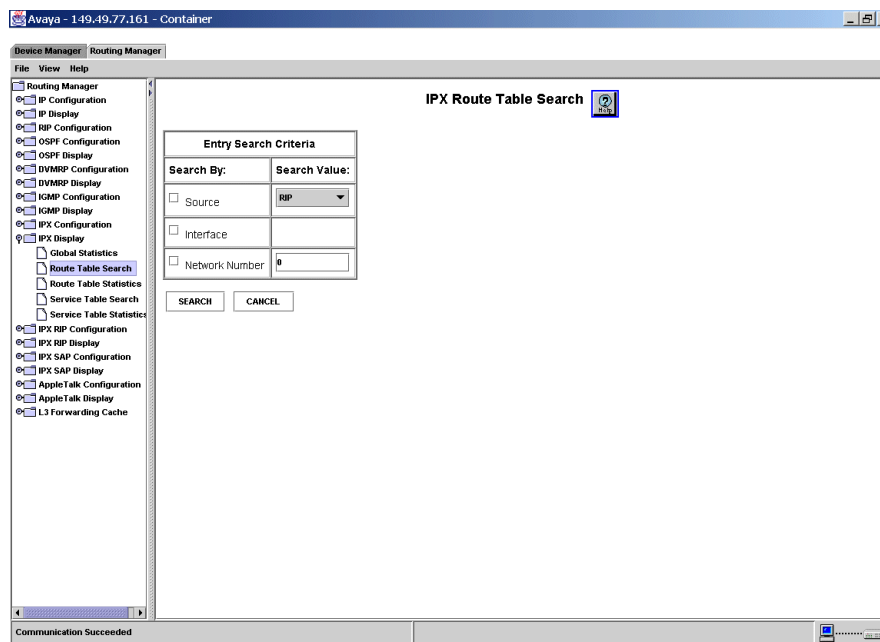 Avaya - 149.49.77.161 - Container
Device Manager
Routing Manager
File View Help
Routing Manager
IP Configuration
IP Display
RIP Configuration
OSPF Configuration
OSPF Display
DVMRP Configuration
DVMRP Display
IGMP Configuration
IGMP Display
IPX Configuration
IPX Display
Global Statistics
Route Table Search
Route Table Statistics
Service Table Search
Service Table Statistics
IPX RIP Configuration
IPX RIP Display
IPX SAP Configuration
IPX SAP Display
AppleTalk Configuration
AppleTalk Display
L3 Forwarding Cache
IPX Route Table Search
Help
Entry Search Criteria
Search By: Search Value:
Source RIP
Interface
Network Number 0
SEARCH CANCEL
Communication Succeeded